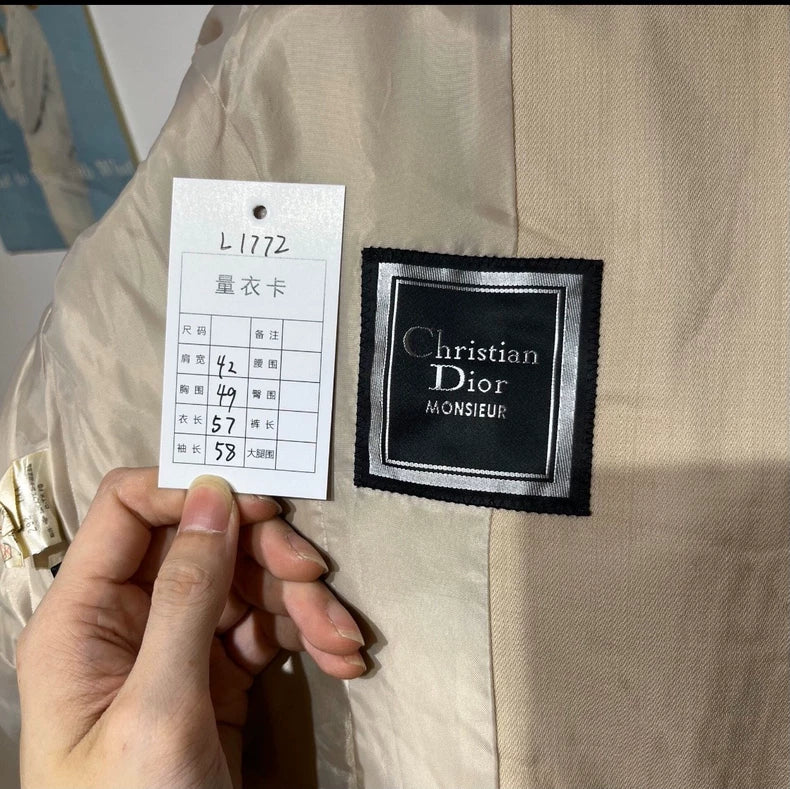 L1772
量衣卡
尺码 备注
肩宽 42 腰围
胸围 49 臀围
衣长 57 裤长
袖长 58 大腿围
Christian
Dior
MONSIEUR